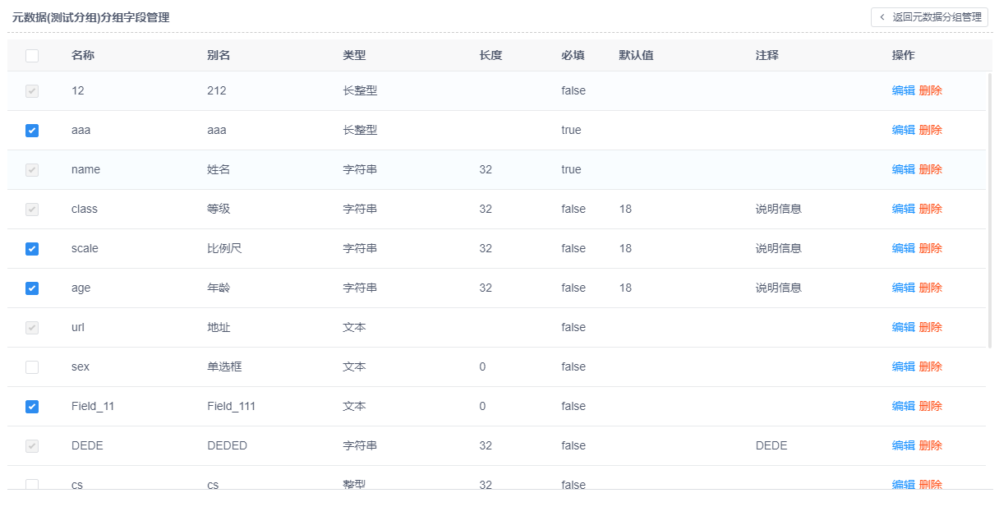 元数据(测试分组)分组字段管理 返回元数据分组管理
名称 别名 类型 长度 必填 默认值 注释 操作
12 212 长整型 false 编辑 删除
aaa aaa 长整型 true 编辑 删除
name 姓名 字符串 32 true 编辑 删除
class 等级 字符串 32 false 18 说明信息 编辑 删除
scale 比例尺 字符串 32 false 18 说明信息 编辑 删除
age 年龄 字符串 32 false 18 说明信息 编辑 删除
url 地址 文本 false 编辑 删除
sex 单选框 文本 0 false 编辑 删除
Field_11 Field_111 文本 0 false 编辑 删除
DEDE DEDED 字符串 32 false DEDE 编辑 删除
cs cs 整型 32 false 编辑 删除